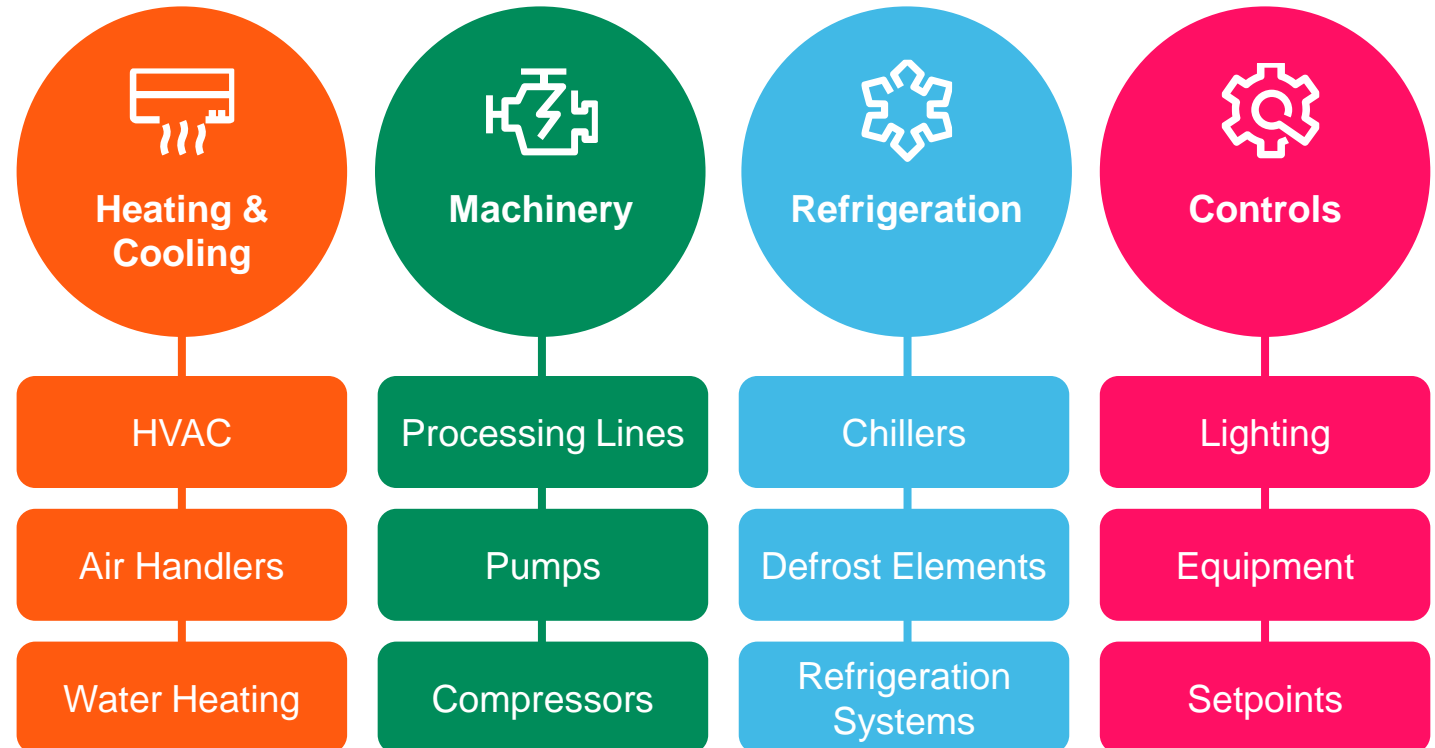 Heating &
Cooling
Machinery
Refrigeration
Controls
HVAC
Processing Lines
Chillers
Lighting
Air Handlers
Pumps
Defrost Elements
Equipment
Water Heating
Compressors
Refrigeration
Systems
Setpoints